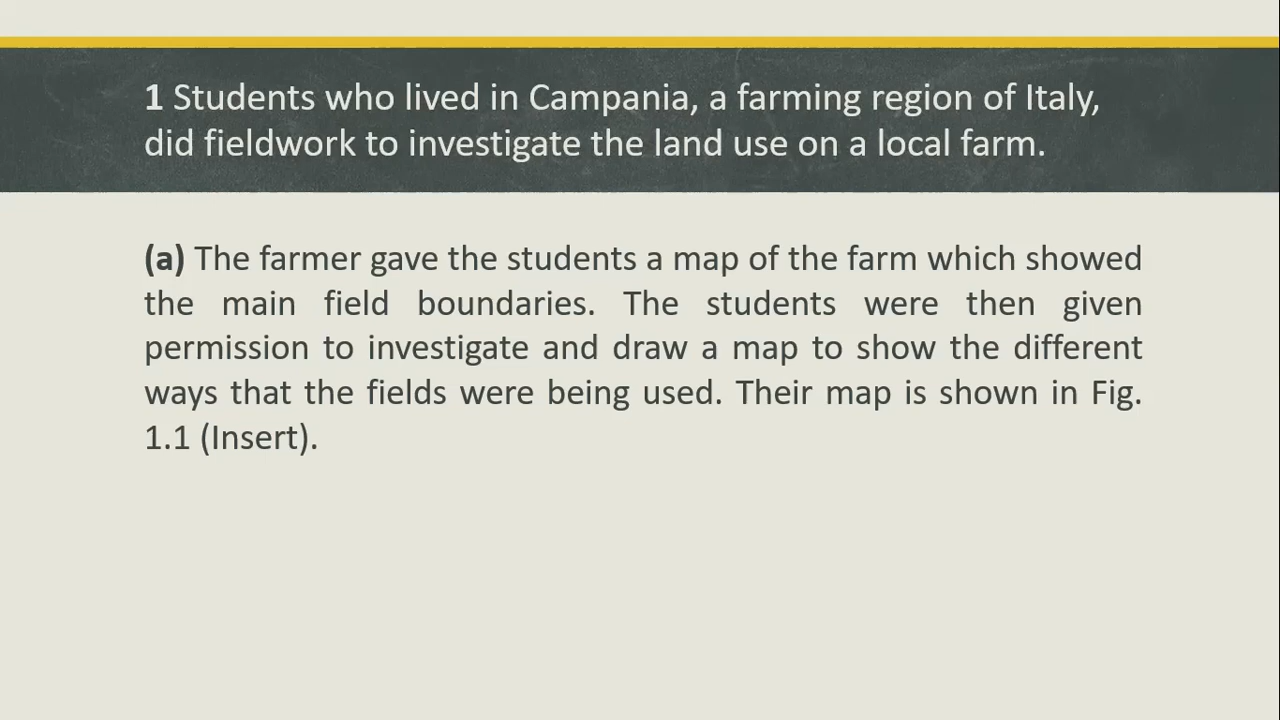 1 Students who lived in Campania, a farming region of Italy,
did fieldwork to investigate the land use on a local farm.
(a) The farmer gave the students a map of the farm which showed
the main field boundaries. The students were then given
permission to investigate and draw a map to show the different
ways that the fields were being used. Their map is shown in Fig.
1.1 (Insert).